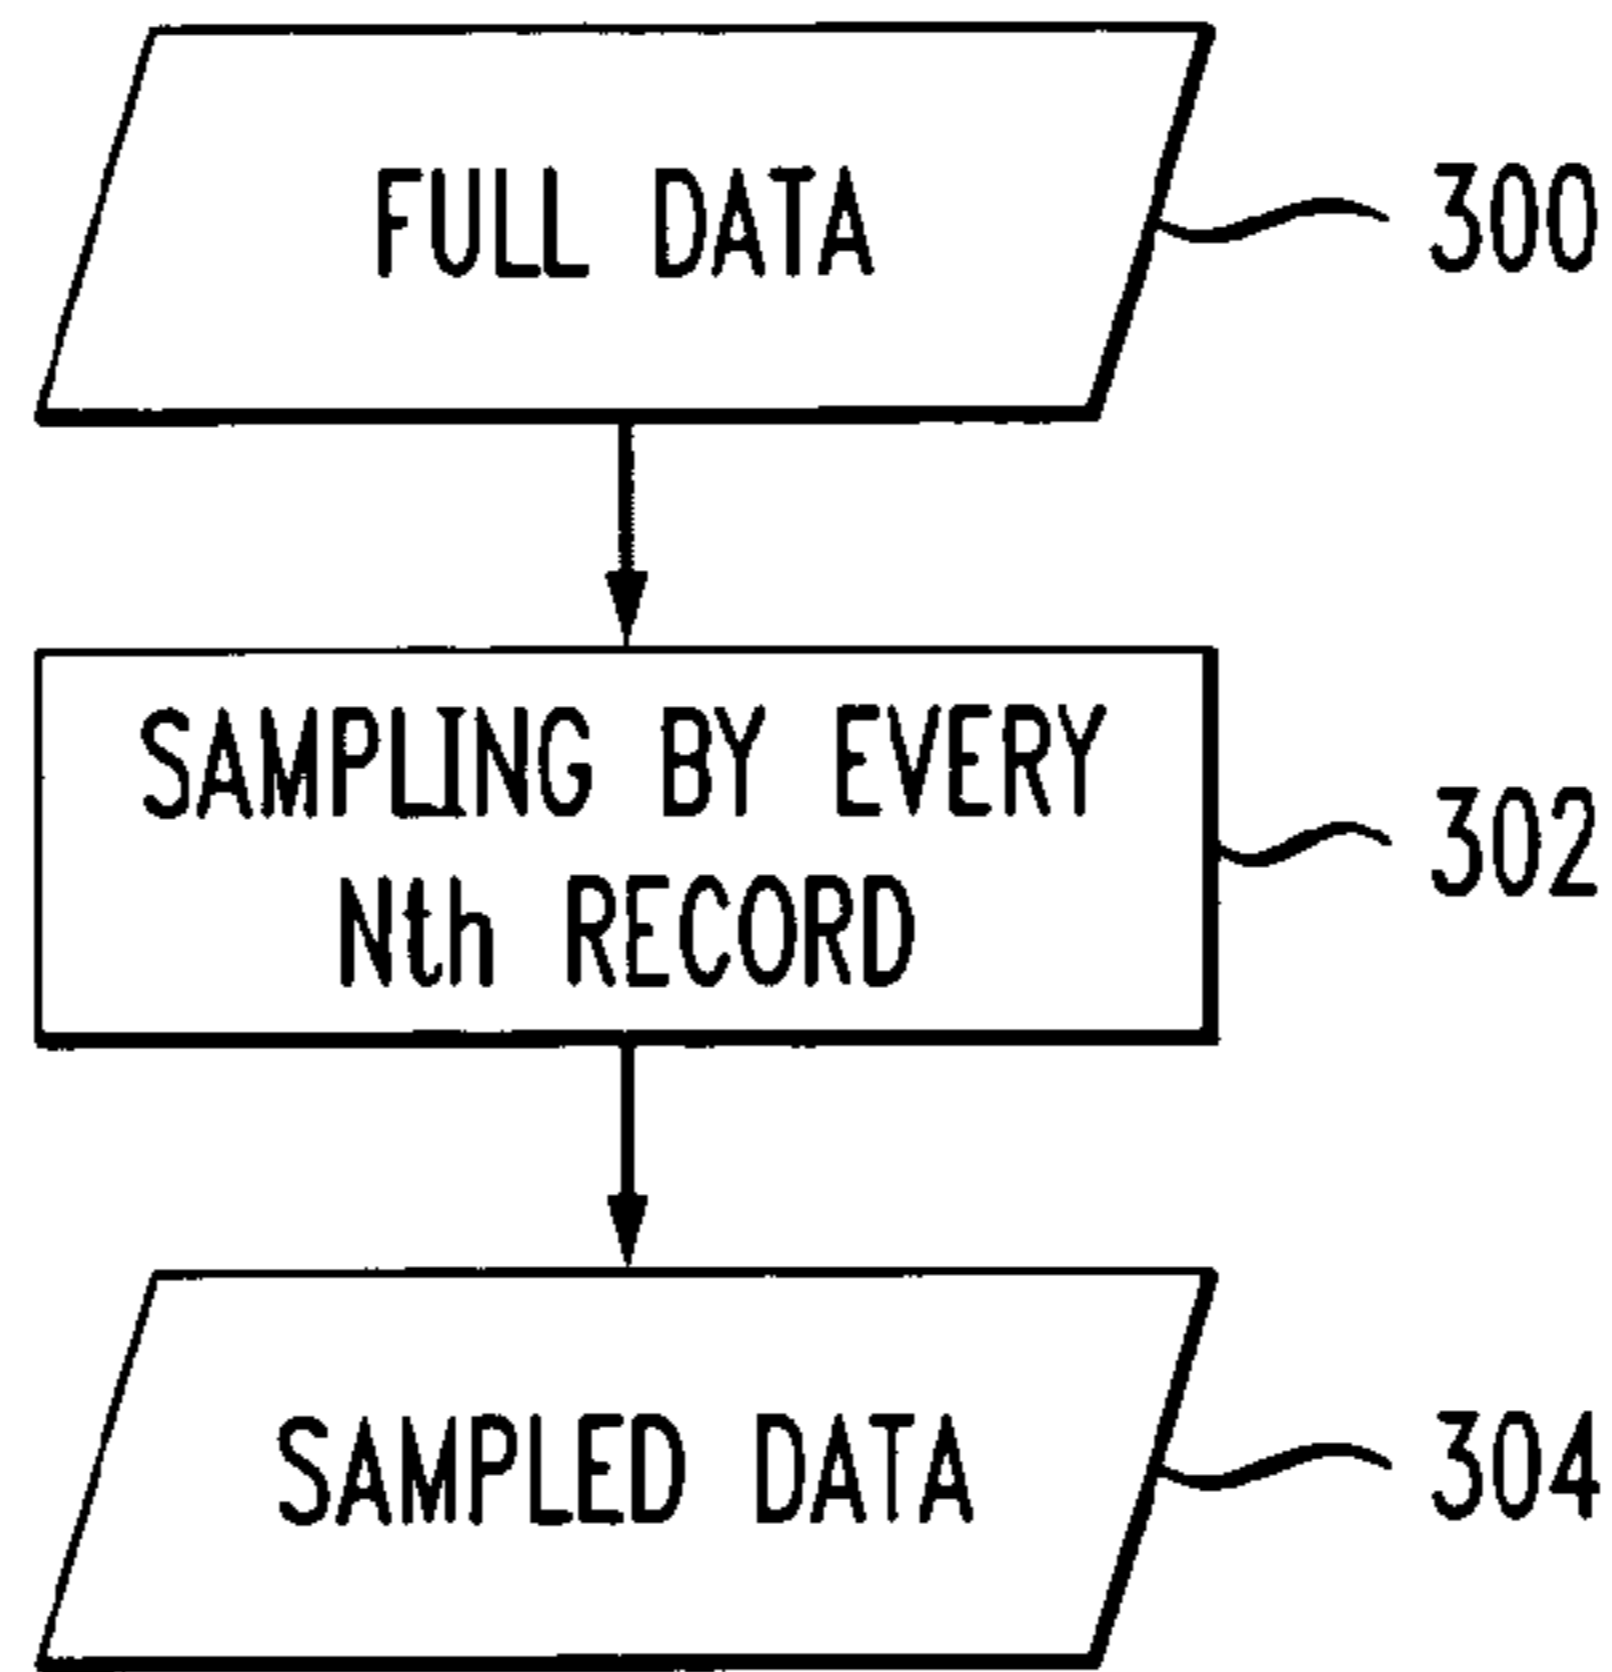 FULL DATA
300
SAMPLING BY EVERY
Nth RECORD
302
SAMPLED DATA
304